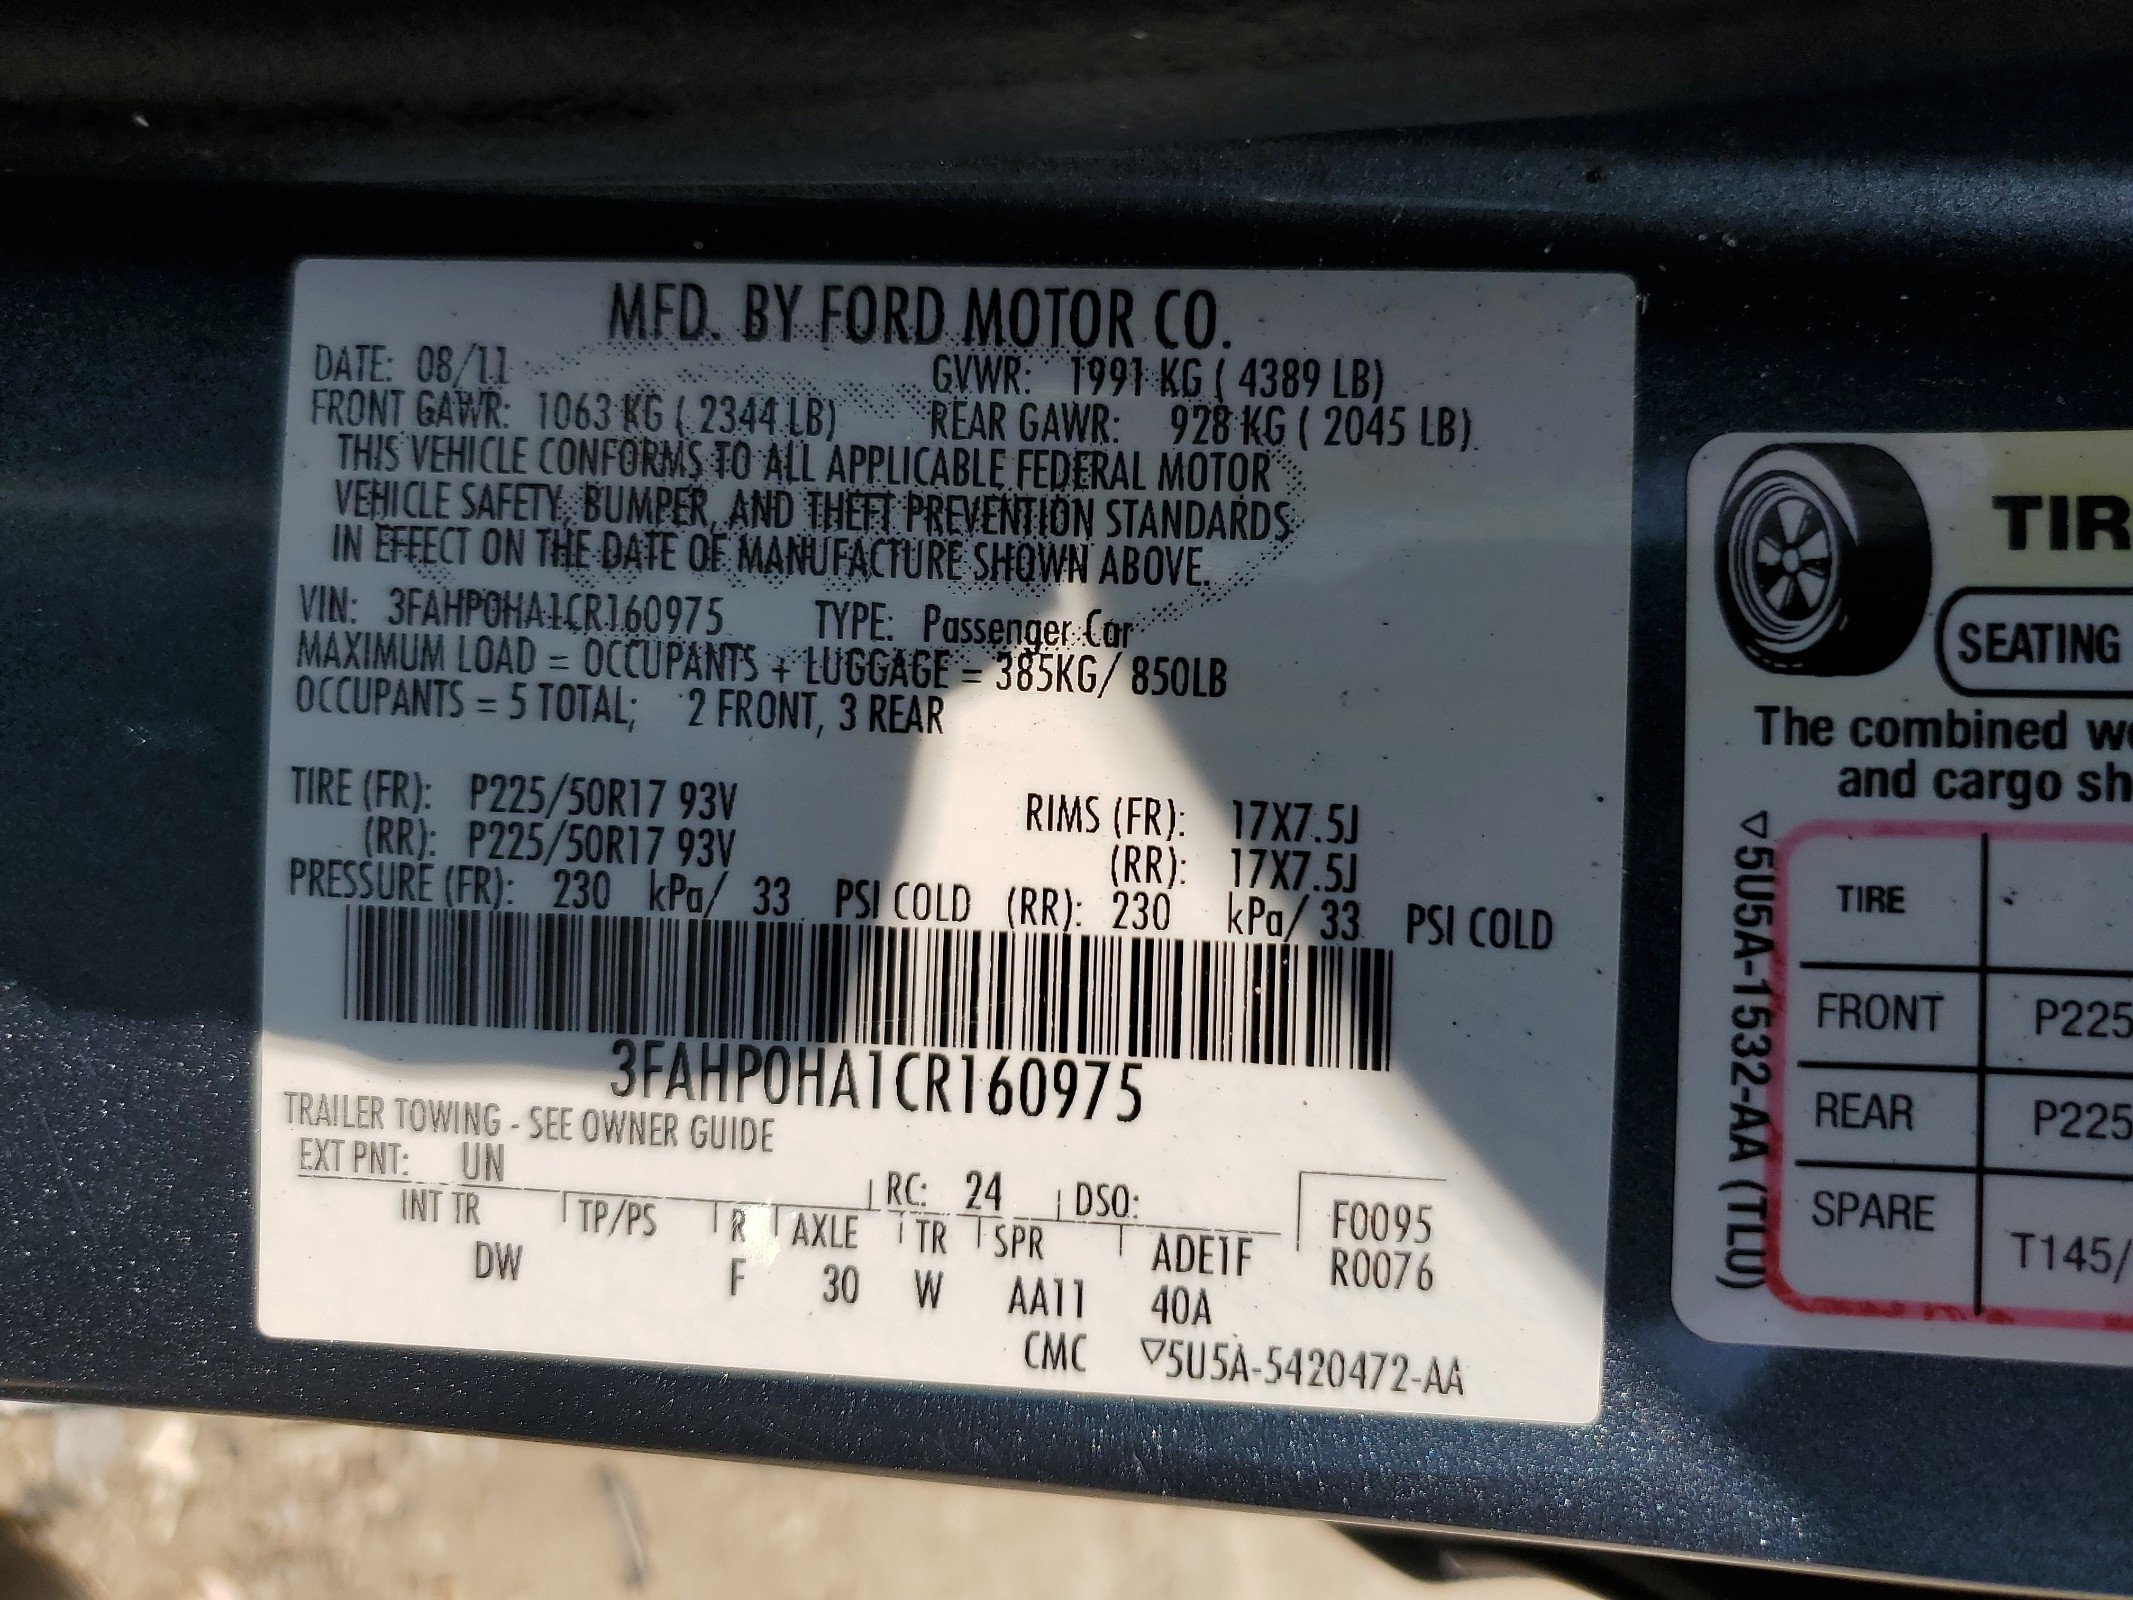 MFD. BY FORD MOTOR CO.
DATE: 08/11 GVWR: 1991 KG ( 4389 LB)
FRONT GAWR: 1063 KG ( 2344 LB) REAR GAWR: 928 KG ( 2045 LB)
THIS VEHICLE CONFORMS TO ALL APPLICABLE FEDERAL MOTOR
VEHICLE SAFETY, BUMPER, AND THEFT PREVENTION STANDARDS
IN EFFECT ON THE DATE OF MANUFACTURE SHOWN ABOVE.
VIN: 3FAHP0HA1CR160975 TYPE: Passenger Car
MAXIMUM LOAD = OCCUPANTS + LUGGAGE = 385KG/ 850LB
OCCUPANTS = 5 TOTAL; 2 FRONT, 3 REAR
TIRE (FR): P225/50R17 93V RIMS (FR): 17X7.5J
(RR): P225/50R17 93V (RR): 17X7.5J
PRESSURE (FR): 230 kPa/ 33 PSI COLD (RR): 230 kPa/ 33 PSI COLD
3FAHP0HA1CR160975
TRAILER TOWING - SEE OWNER GUIDE
EXT PNT: UN RC: 24 DSO: F0095
INT TR TP/PS R AXLE TR SPR ADE1F R0076
DW F 30 W AA11 40A
CMC ▽5U5A-5420472-AA
TIR
SEATING
The combined we
and cargo sh
▽5U5A-1532-AA (TLU)
TIRE
FRONT P225
REAR P225
SPARE T145/